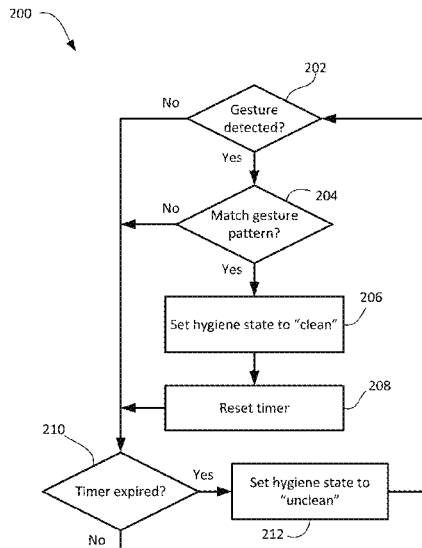 200
202
No
Gesture
detected?
Yes
204
No
Match gesture
pattern?
Yes
206
Set hygiene state to “clean”
208
Reset timer
210
Yes
Timer expired?
Set hygiene state to
“unclean”
No
212